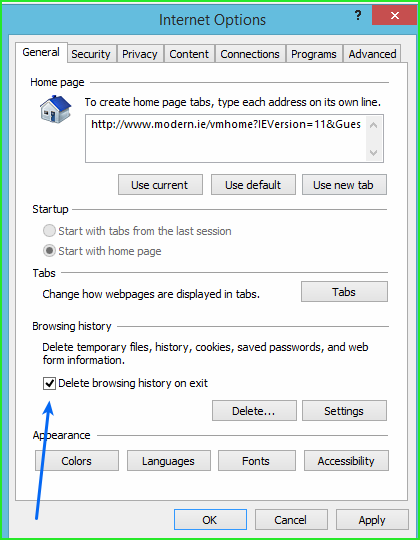 Internet Options
?
General
Security
Privacy
Content
Connections
Programs
Advanced
Home page
To create home page tabs, type each address on its own line.
http://www.modern.ie/vmhome?IEVersion=11&Gues
Use current
Use default
Use new tab
Startup
Start with tabs from the last session
Start with home page
Tabs
Change how webpages are displayed in tabs.
Tabs
Browsing history
Delete temporary files, history, cookies, saved passwords, and web
form information.
Delete browsing history on exit
Delete...
Settings
Appearance
Colors
Languages
Fonts
Accessibility
OK
Cancel
Apply